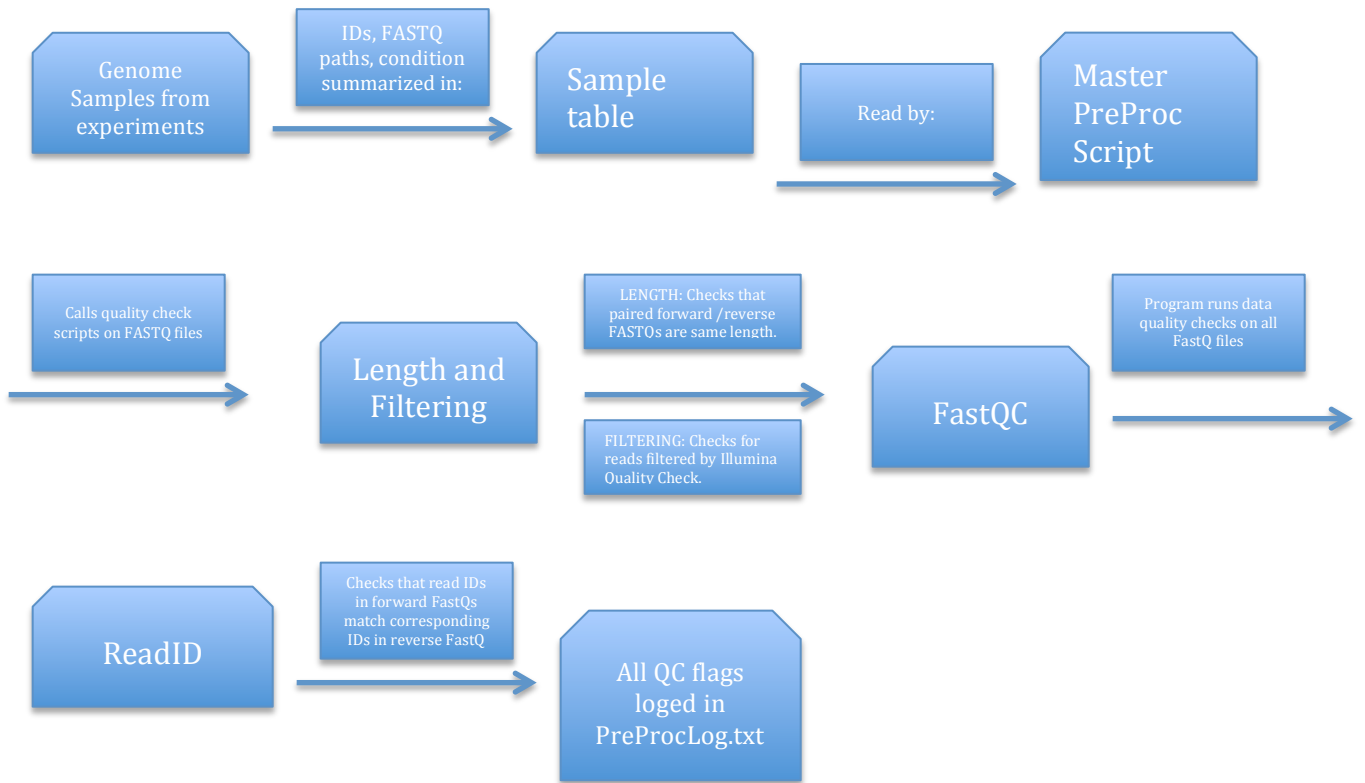 Genome
Samples from
experiments
IDs, FASTQ
paths, condition
summarized in:
Sample
table
Read by:
Master
PreProc
Script
Calls quality check
scripts on FASTQ files
Length and
Filtering
LENGTH: Checks that
paired forward /reverse
FASTQs are same length.
FILTERING: Checks for
reads filtered by Illumina
Quality Check.
FastQC
Program runs data
quality checks on all
FastQ files
ReadID
Checks that read IDs
in forward FastQs
match corresponding
IDs in reverse FastQ
All QC flags
loged in
PreProcLog.txt